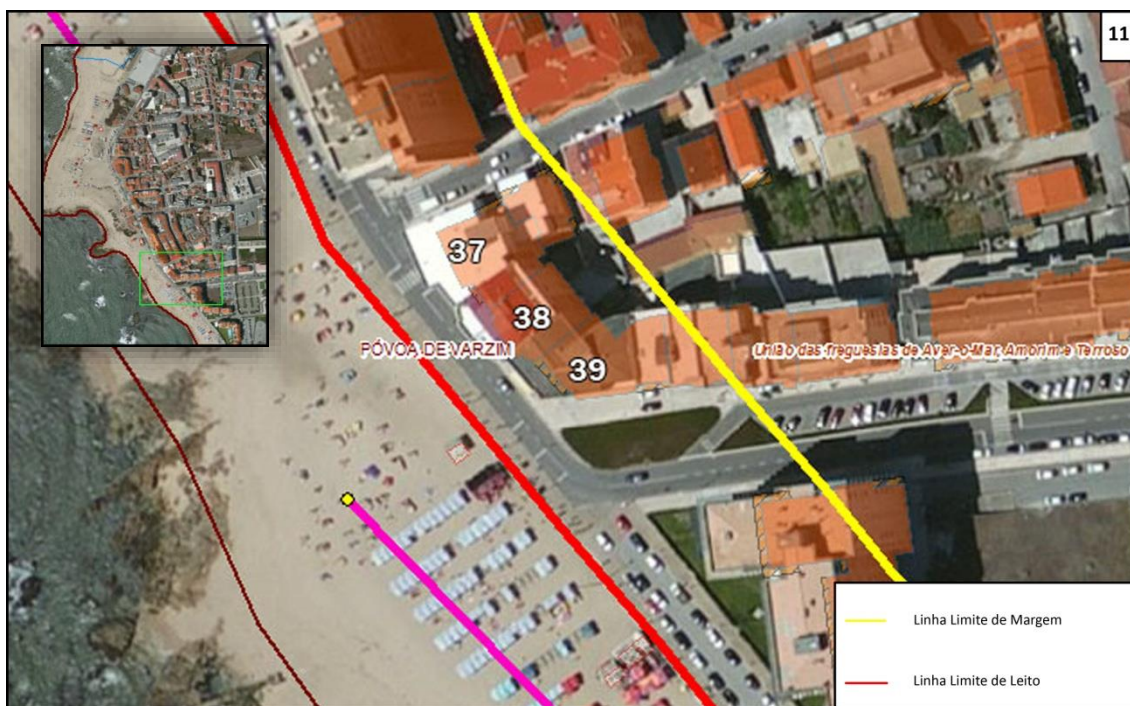 11
37
38
PÓVOA DE VARZIM
União das freguesias de Aver-o-Mar, Amorim e Terroso
39
Linha Limite de Margem
Linha Limite de Leito